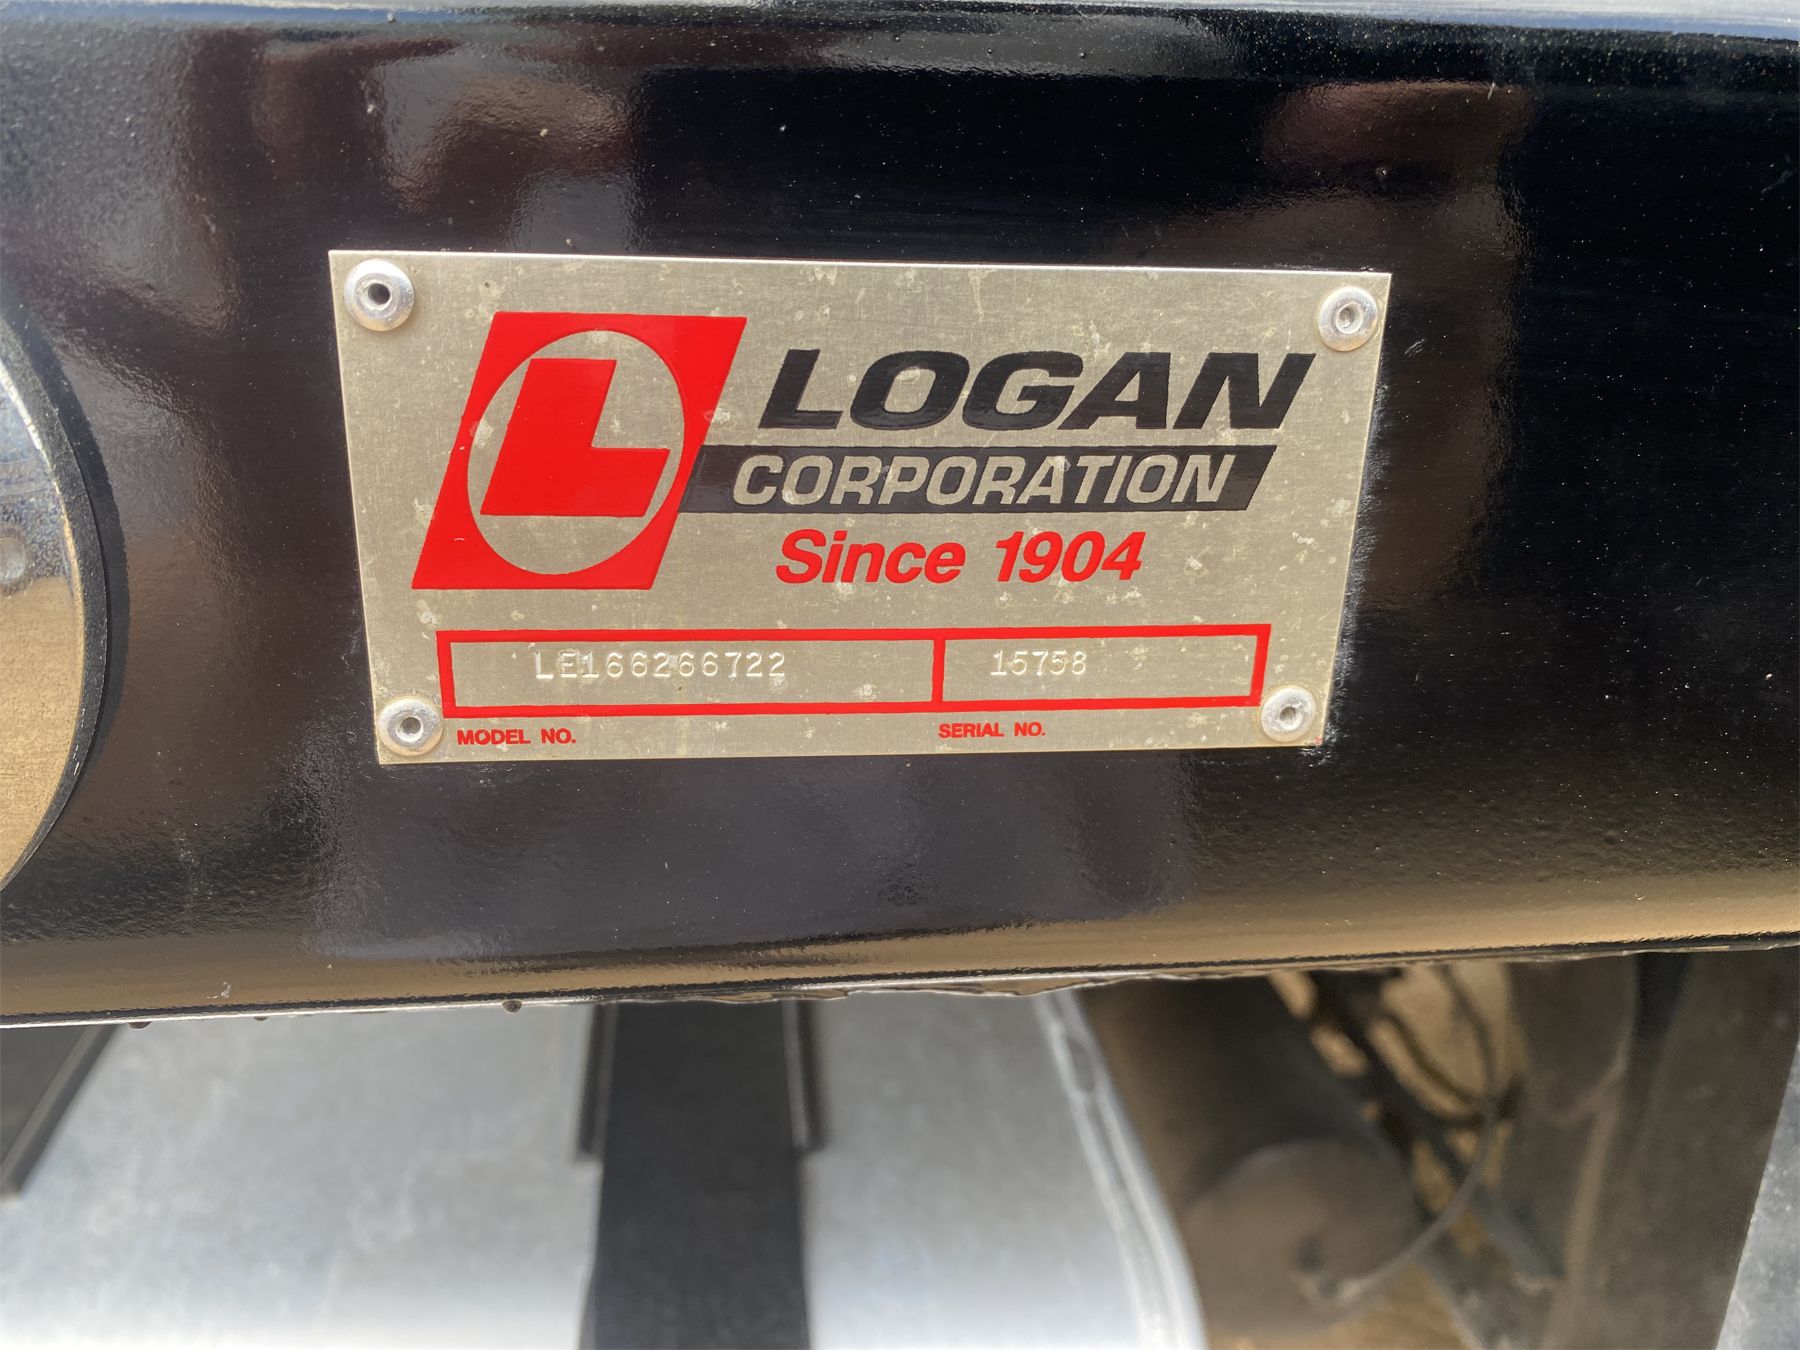 LOGAN
CORPORATION
Since 1904
LE166266722 15758
MODEL NO. SERIAL NO.